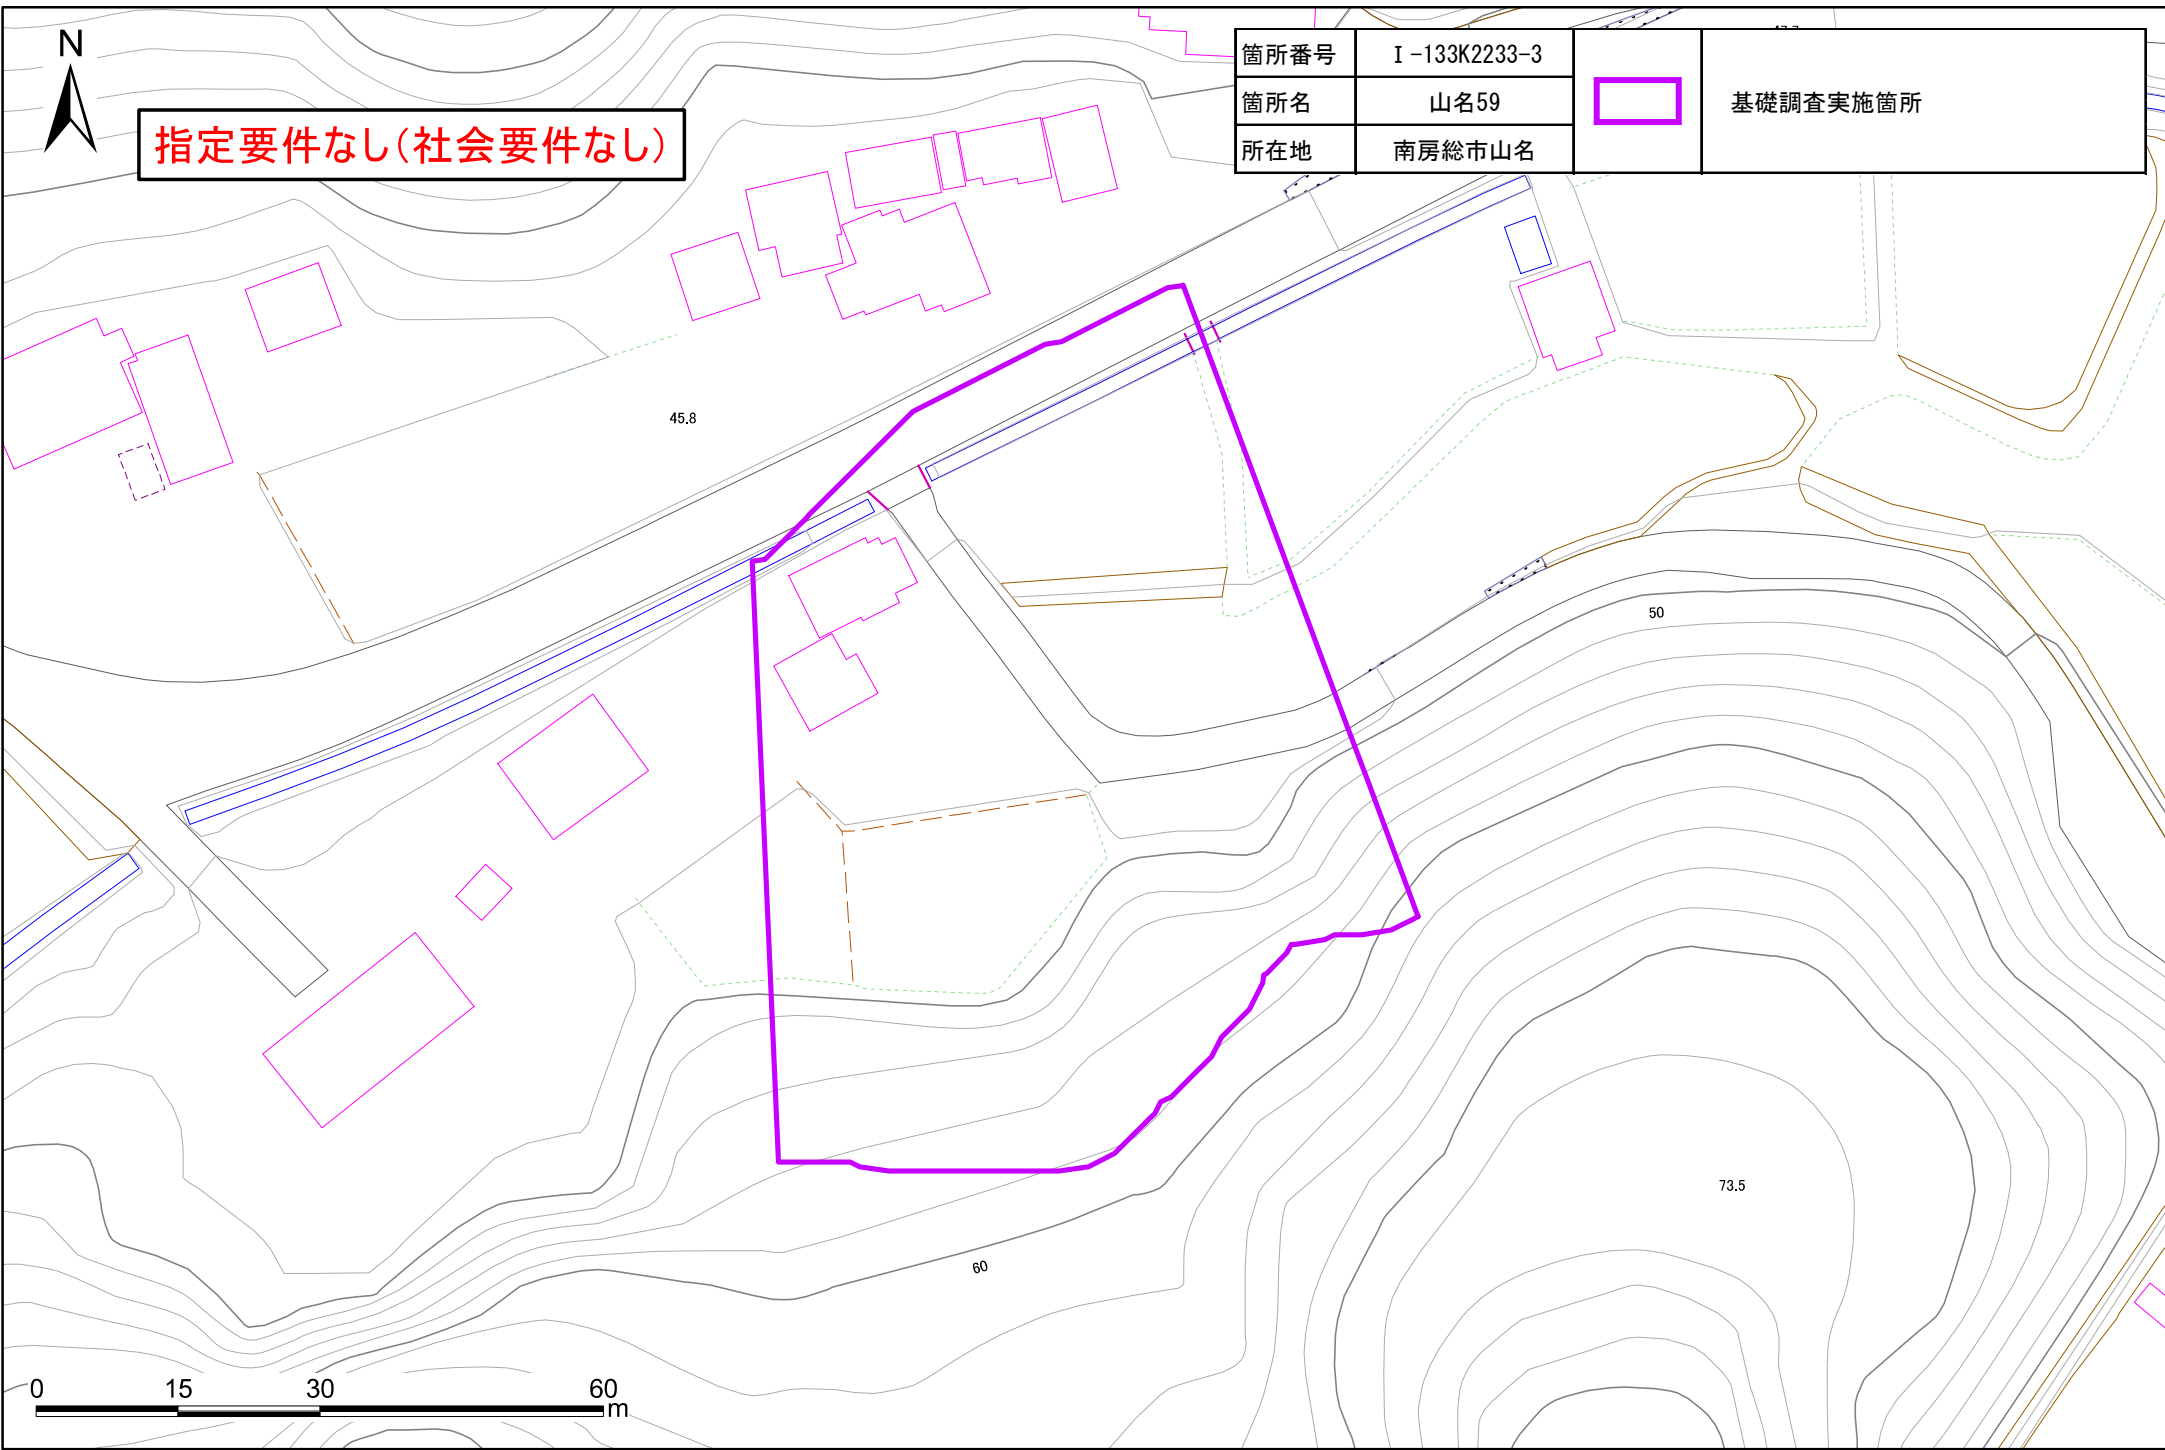 N
指定要件なし(社会要件なし)
箇所番号 Ⅰ-133K2233-3
箇所名 山名59
所在地 南房総市山名
基礎調査実施箇所
45.8
50
73.5
60
0 15 30 60
m